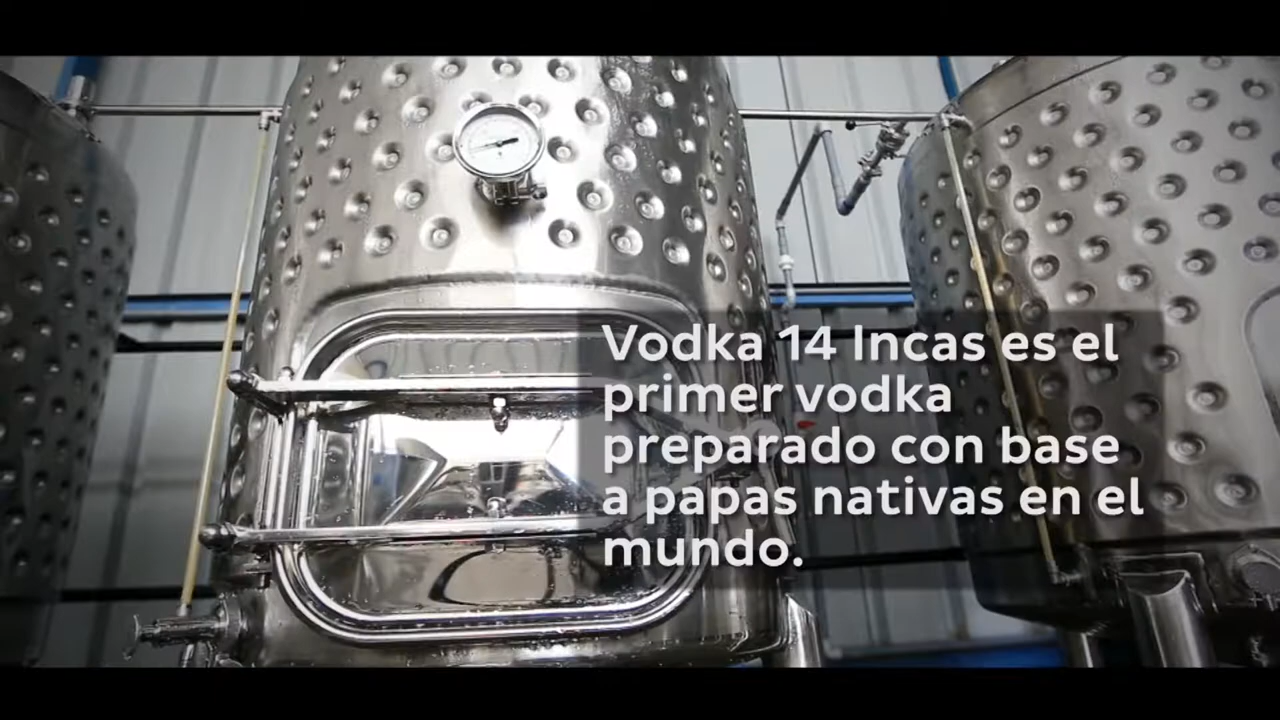 Vodka 14 Incas es el
primer vodka
preparado con base
a papas nativas en el
mundo.